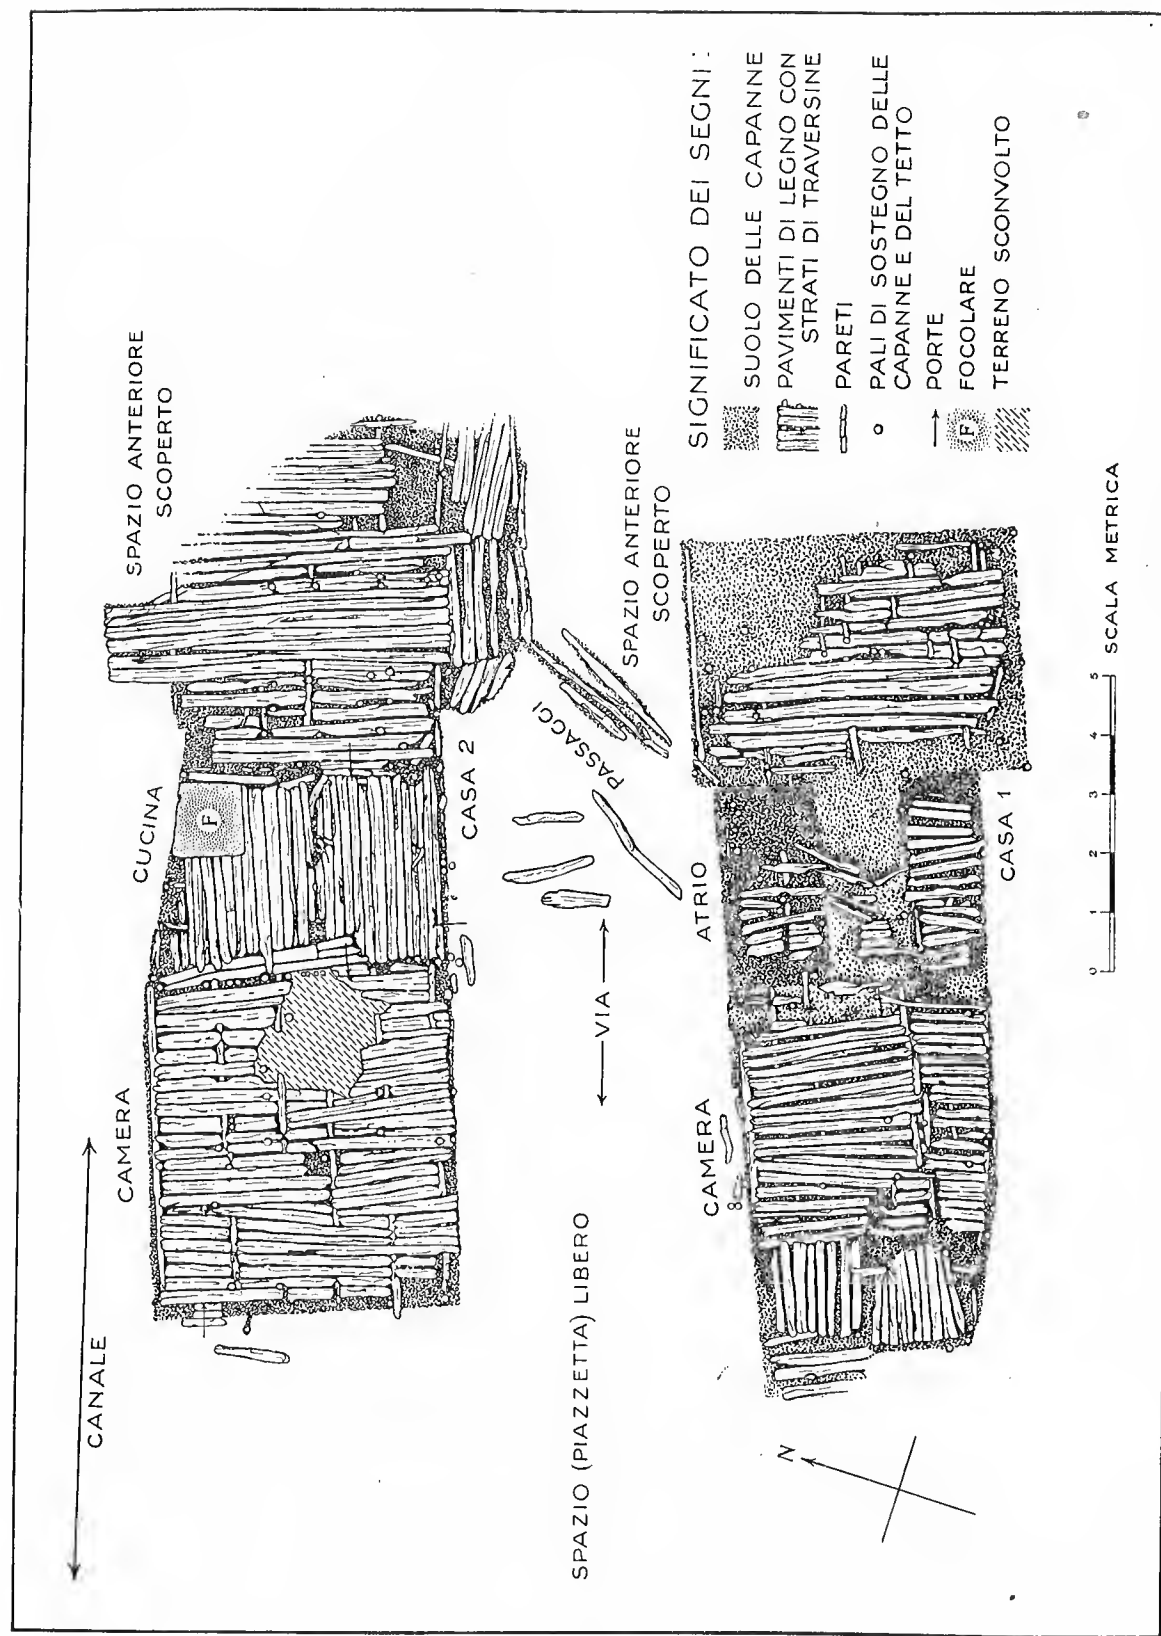 CANALE
CAMERA
CUCINA
SPAZIO ANTERIORE
SCOPERTO
F
CASA 2
SPAZIO (PIAZZETTA) LIBERO
VIA
PASSAGGI
SPAZIO ANTERIORE
SCOPERTO
CAMERA
ATRIO
CASA 1
N
SIGNIFICATO DEI SEGNI:
SUOLO DELLE CAPANNE
PAVIMENTI DI LEGNO CON
STRATI DI TRAVERSINE
PARETI
PALI DI SOSTEGNO DELLE
CAPANNE E DEL TETTO
PORTE
F
FOCOLARE
TERRENO SCONVOLTO
0 1 2 3 4 5
SCALA METRICA